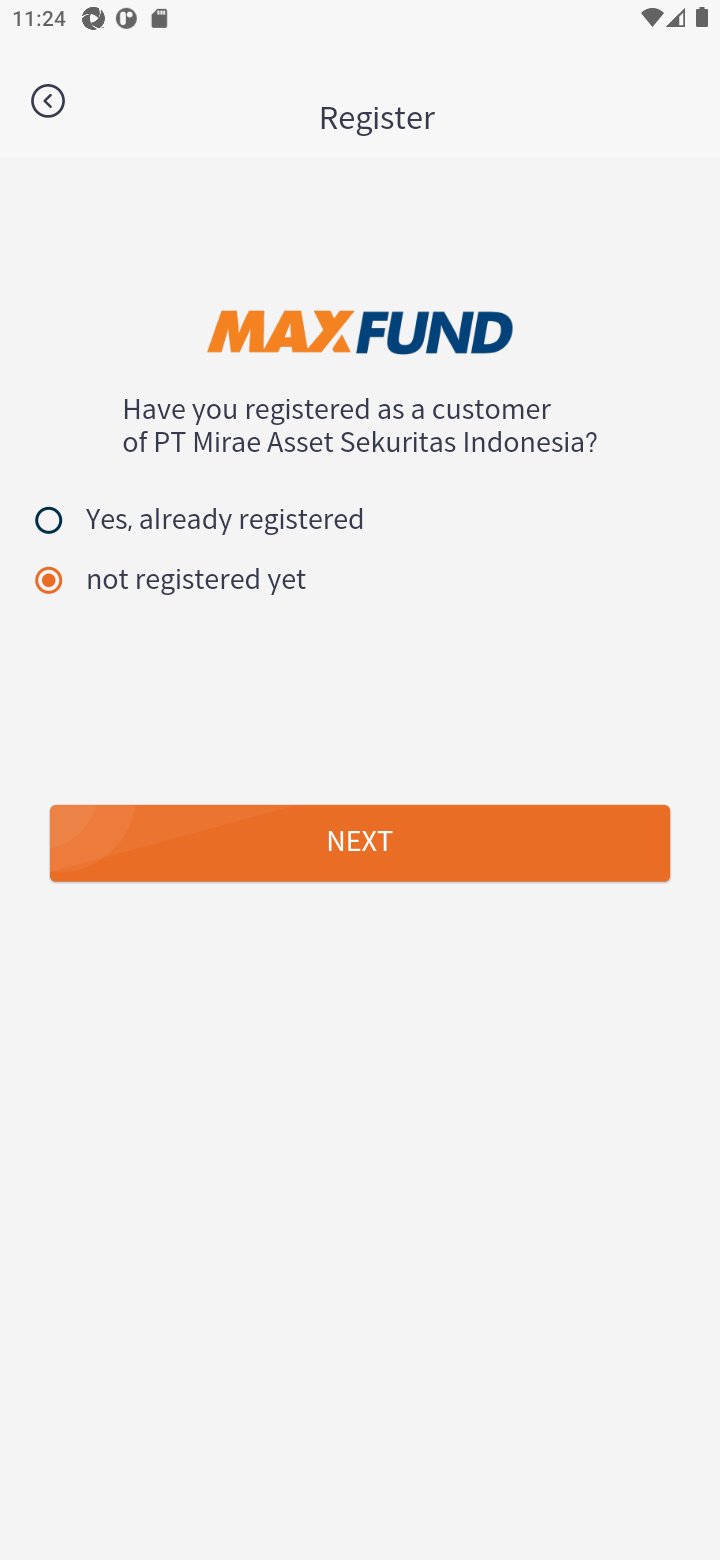 11:24
Register
MAXFUND
Have you registered as a customer
of PT Mirae Asset Sekuritas Indonesia?
Yes, already registered
not registered yet
NEXT